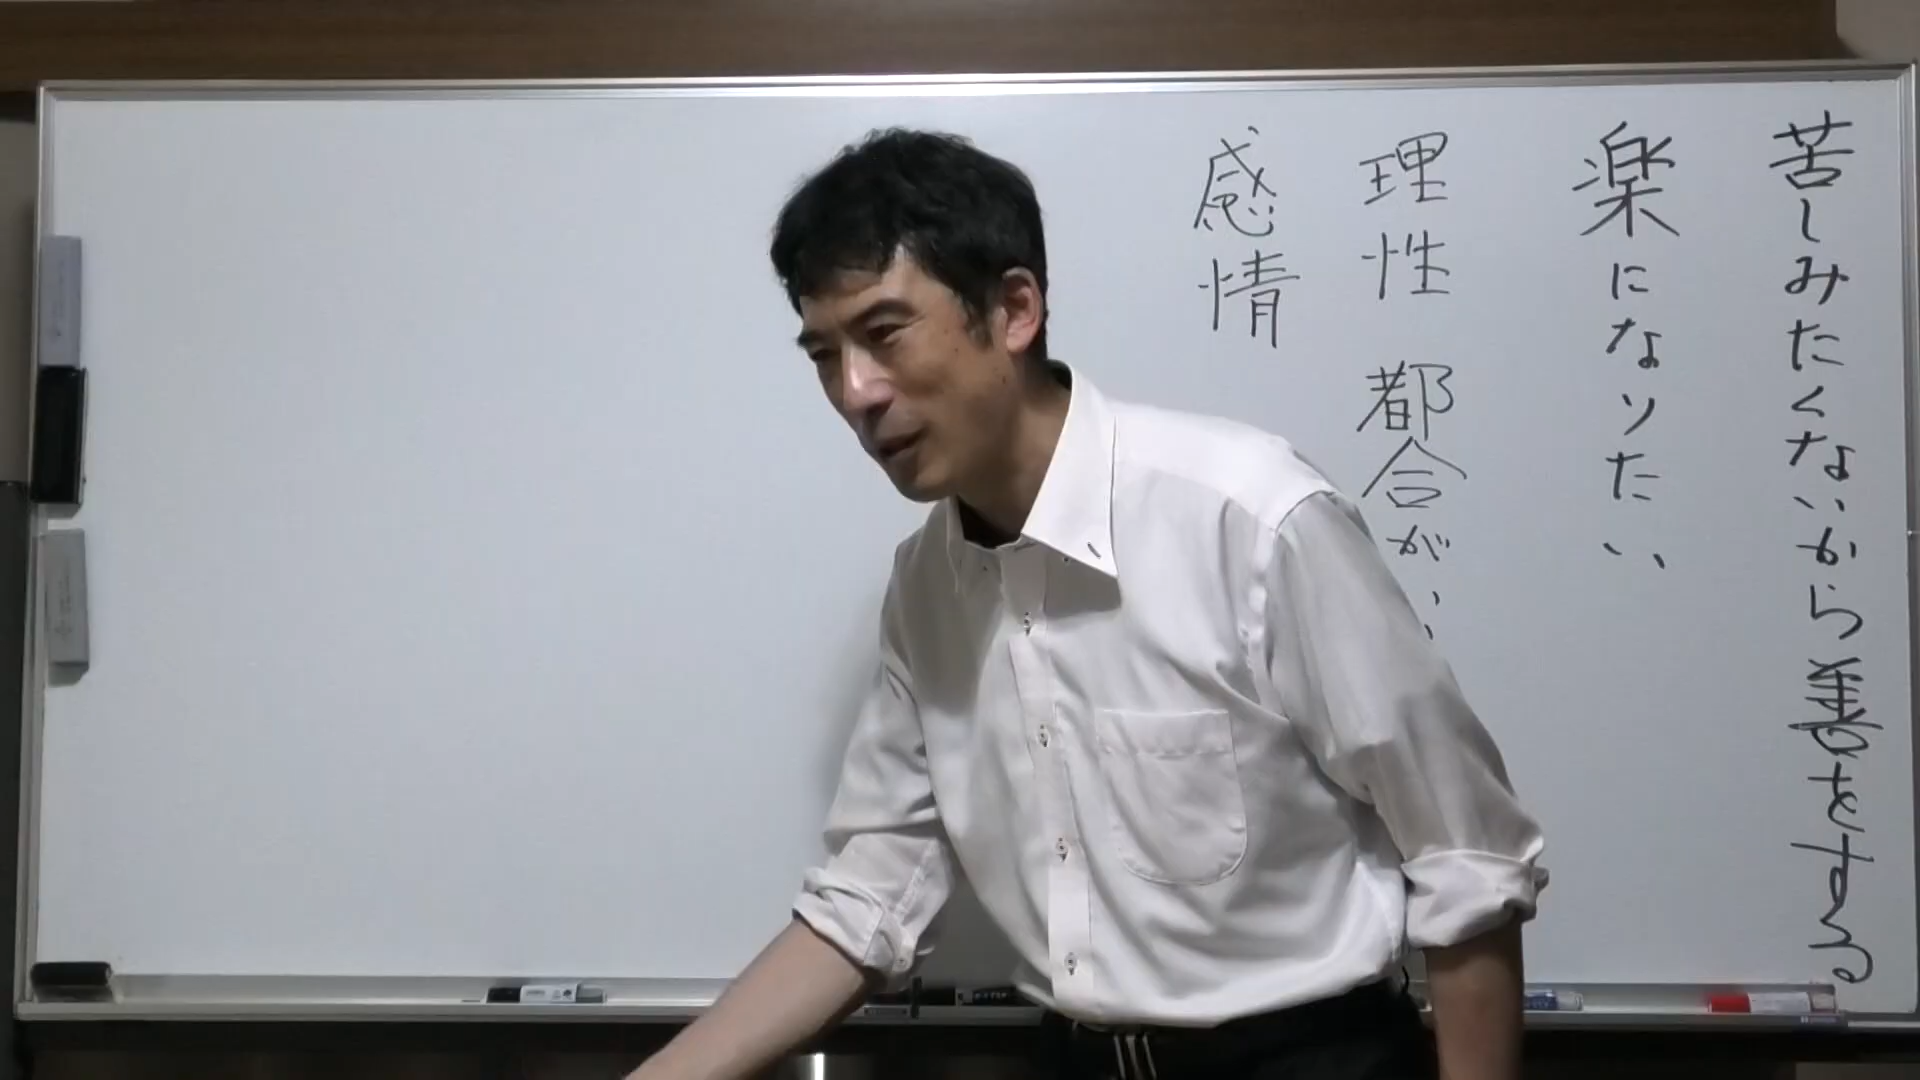 苦しみたくないから善をする
楽になりたい
理性 都合がい
感情